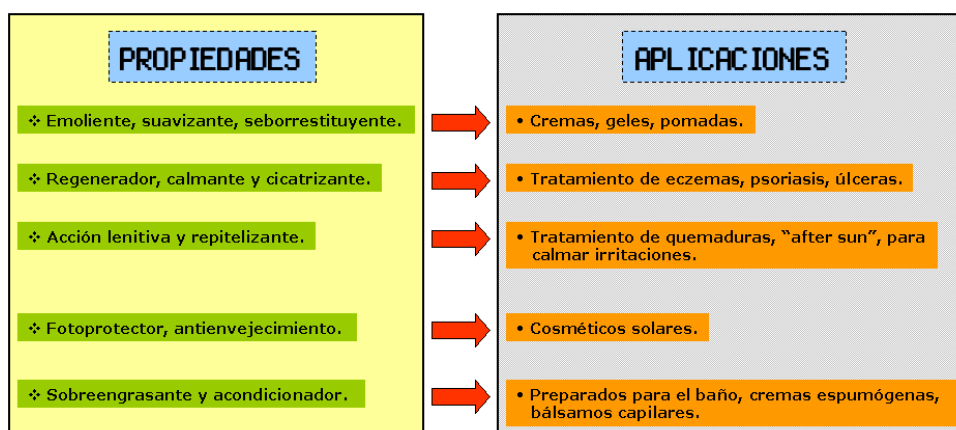 PROPIEDADES
APLICACIONES
❖ Emoliente, suavizante, seborrestituyente.
• Cremas, geles, pomadas.
❖ Regenerador, calmante y cicatrizante.
• Tratamiento de eczemas, psoriasis, úlceras.
❖ Acción lenitiva y repitelizante.
• Tratamiento de quemaduras, “after sun”, para
calmar irritaciones.
❖ Fotoprotector, antienvejecimiento.
• Cosméticos solares.
❖ Sobreengrasante y acondicionador.
• Preparados para el baño, cremas espumógenas,
bálsamos capilares.